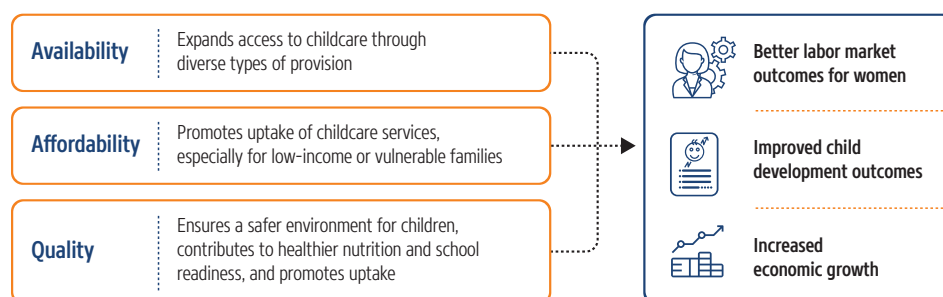 Availability
Expands access to childcare through
diverse types of provision
Affordability
Promotes uptake of childcare services,
especially for low-income or vulnerable families
Quality
Ensures a safer environment for children,
contributes to healthier nutrition and school
readiness, and promotes uptake
Better labor market
outcomes for women
Improved child
development outcomes
Increased
economic growth